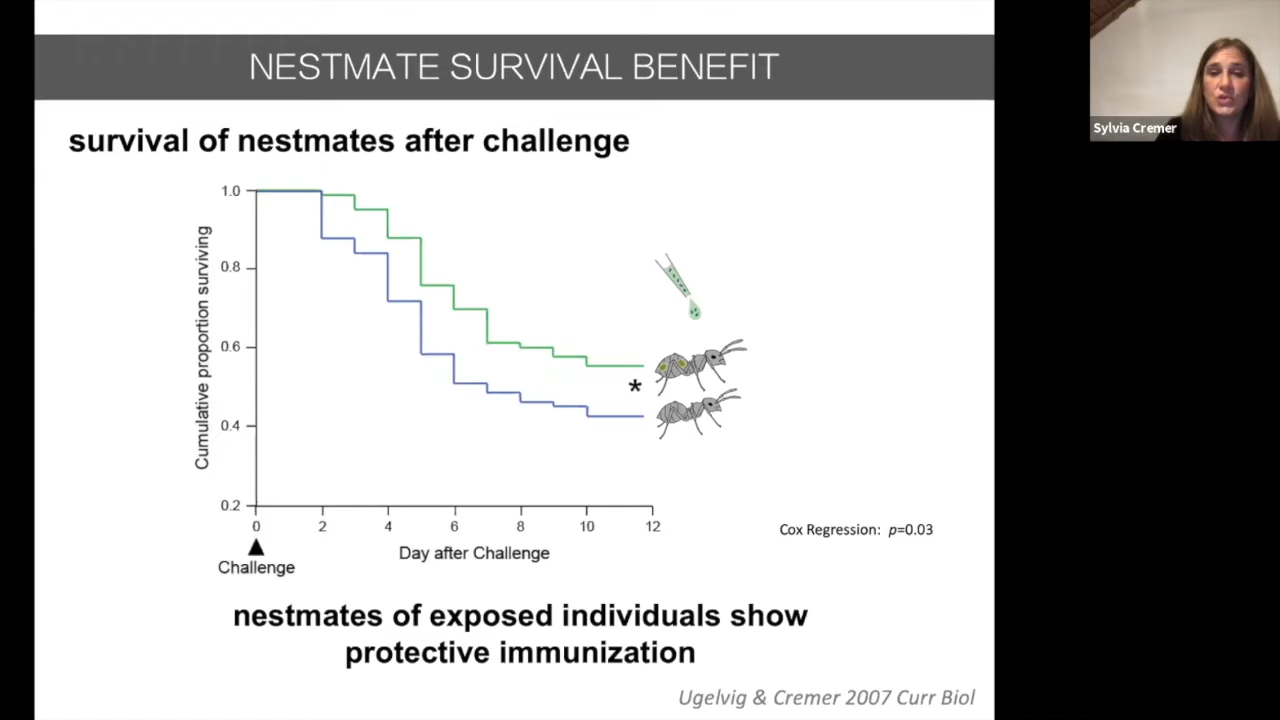 NESTMATE SURVIVAL BENEFIT
Sylvia Cremer
survival of nestmates after challenge
Cumulative proportion surviving
1.0
0.8
0.6
0.4
0.2
*
0 2 4 6 8 10 12
Day after Challenge
Challenge
Cox Regression: p=0.03
nestmates of exposed individuals show
protective immunization
Ugelvig & Cremer 2007 Curr Biol